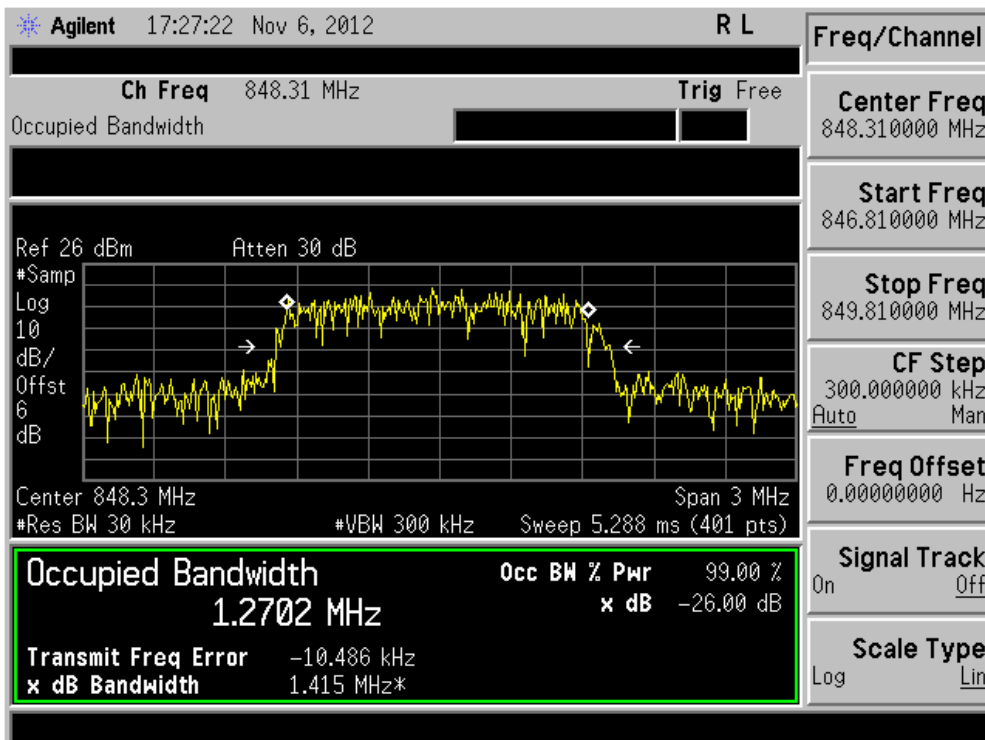 Agilent 17:27:22 Nov 6, 2012 R L
Ch Freq 848.31 MHz Trig Free
Occupied Bandwidth
Ref 26 dBm Atten 30 dB
#Samp
Log
10
dB/
Offst
6
dB
Center 848.3 MHz Span 3 MHz
#Res BW 30 kHz #VBW 300 kHz Sweep 5.288 ms (401 pts)
Occupied Bandwidth Occ BW % Pwr 99.00 %
1.2702 MHz x dB -26.00 dB
Transmit Freq Error -10.486 kHz
x dB Bandwidth 1.415 MHz*
Freq/Channel
Center Freq
848.310000 MHz
Start Freq
846.810000 MHz
Stop Freq
849.810000 MHz
CF Step
300.000000 kHz
Auto Man
Freq Offset
0.00000000 Hz
Signal Track
On Off
Scale Type
Log Lin